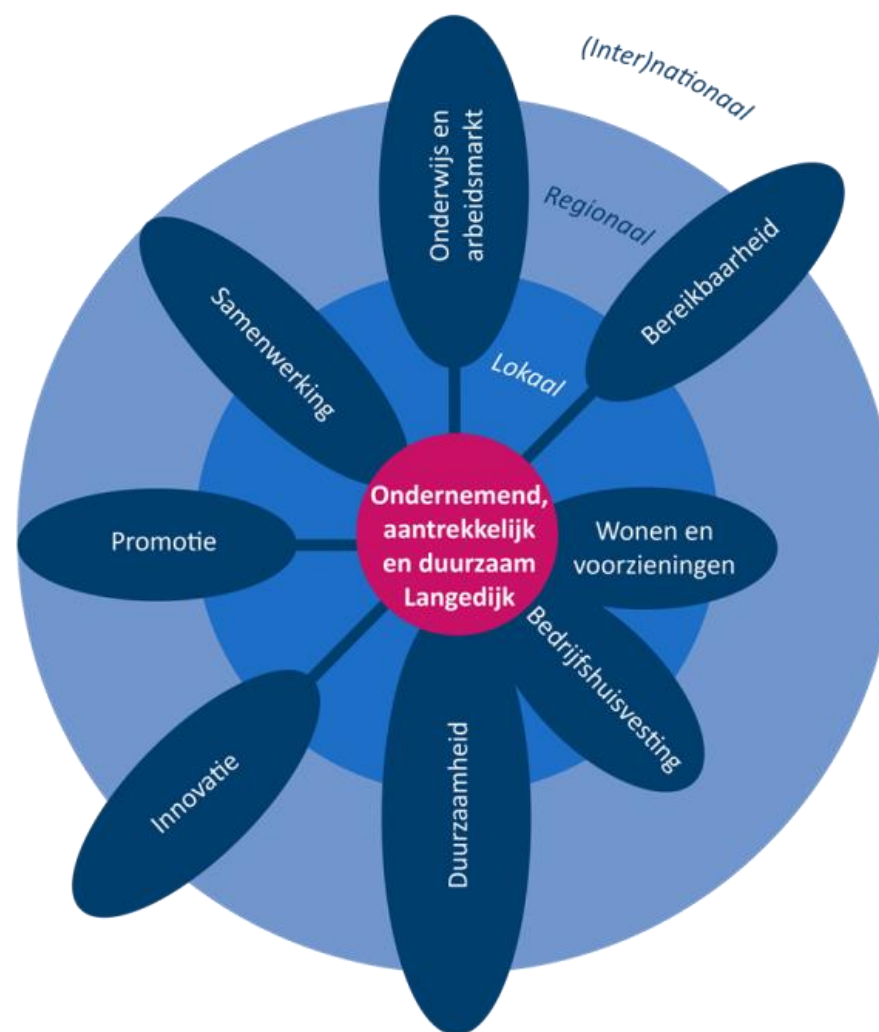 (Inter)nationaal
Onderwijs en
arbeidsmarkt
Regionaal
Bereikbaarheid
Samenwerking
Lokaal
Ondernemend,
aantrekkelijk
en duurzaam
Langedijk
Promotie
Wonen en
voorzieningen
Bedrijfshuisvesting
Innovatie
Duurzaamheid